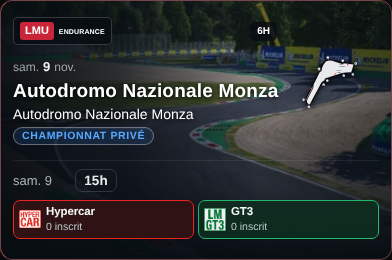 LMU ENDURANCE
6H
sam. 9 nov.
Autodromo Nazionale Monza
Autodromo Nazionale Monza
CHAMPIONNAT PRIVÉ
sam. 9 15h
HYPER CAR
Hypercar
0 inscrit
LM GT3
GT3
0 inscrit